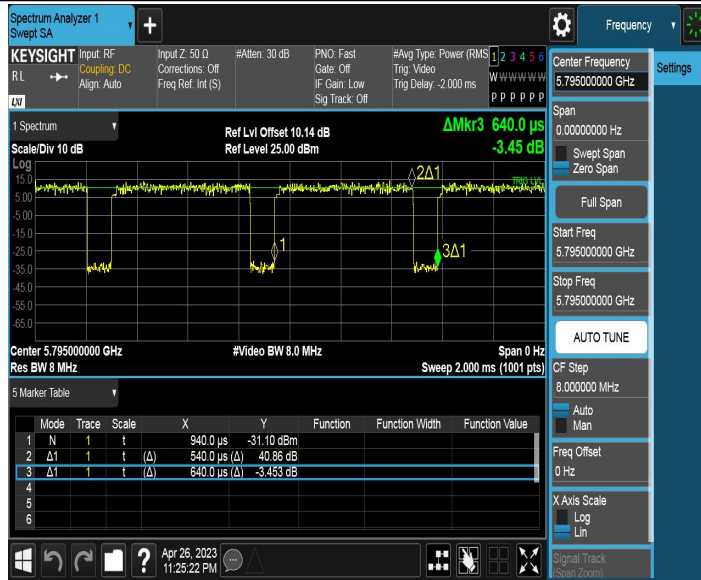 Spectrum Analyzer 1
Swept SA
+
Frequency
KEYSIGHT
Input: RF
Input Z: 50 Ω
#Atten: 30 dB
PNO: Fast
#Avg Type: Power (RMS
1 2 3 4 5 6
RL
Coupling: DC
Corrections: Off
Gate: Off
Trig: Video
W W W W W W
Align: Auto
Freq Ref: Int (S)
IF Gain: Low
Trig Delay: -2.000 ms
Sig Track: Off
P P P P P P
LXI
Center Frequency
5.795000000 GHz
Settings
Span
0.00000000 Hz
Swept Span
Zero Span
Full Span
Start Freq
5.795000000 GHz
Stop Freq
5.795000000 GHz
AUTO TUNE
CF Step
8.000000 MHz
Auto
Man
Freq Offset
0 Hz
X Axis Scale
Log
Lin
Signal Track
(Span Zoom)
1 Spectrum
Ref Lvl Offset 10.14 dB
ΔMkr3 640.0 µs
Scale/Div 10 dB
Ref Level 25.00 dBm
-3.45 dB
Log
15.0
5.00
-5.00
-15.0
-25.0
-35.0
-45.0
-55.0
-65.0
2Δ1
TRIG LVL
1
3Δ1
Center 5.795000000 GHz
#Video BW 8.0 MHz
Span 0 Hz
Res BW 8 MHz
Sweep 2.000 ms (1001 pts)
5 Marker Table
Mode Trace Scale X Y Function Function Width Function Value
1 N 1 t 940.0 µs -31.10 dBm
2 Δ1 1 t (Δ) 540.0 µs (Δ) 40.86 dB
3 Δ1 1 t (Δ) 640.0 µs (Δ) -3.453 dB
4
5
6
?
Apr 26, 2023
11:25:22 PM